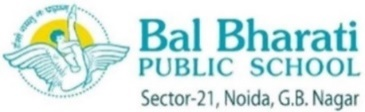 Bal Bharati
PUBLIC SCHOOL
Sector-21, Noida, G.B. Nagar